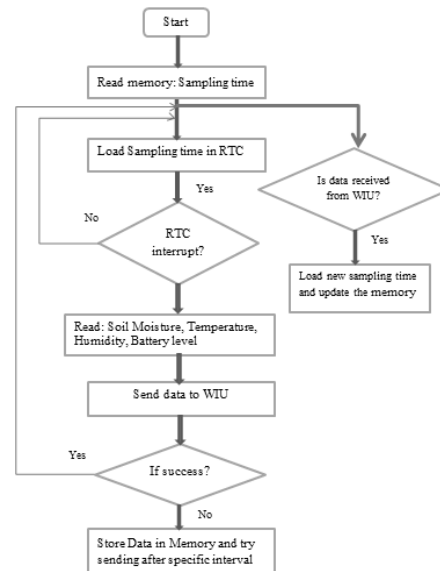 Start
Read memory: Sampling time
Load Sampling time in RTC
Yes
Is data received
from WIU?
No
RTC
interrupt?
Yes
Load new sampling time
and update the memory
Read: Soil Moisture, Temperature,
Humidity, Battery level
Send data to WIU
Yes
If success?
No
Store Data in Memory and try
sending after specific interval